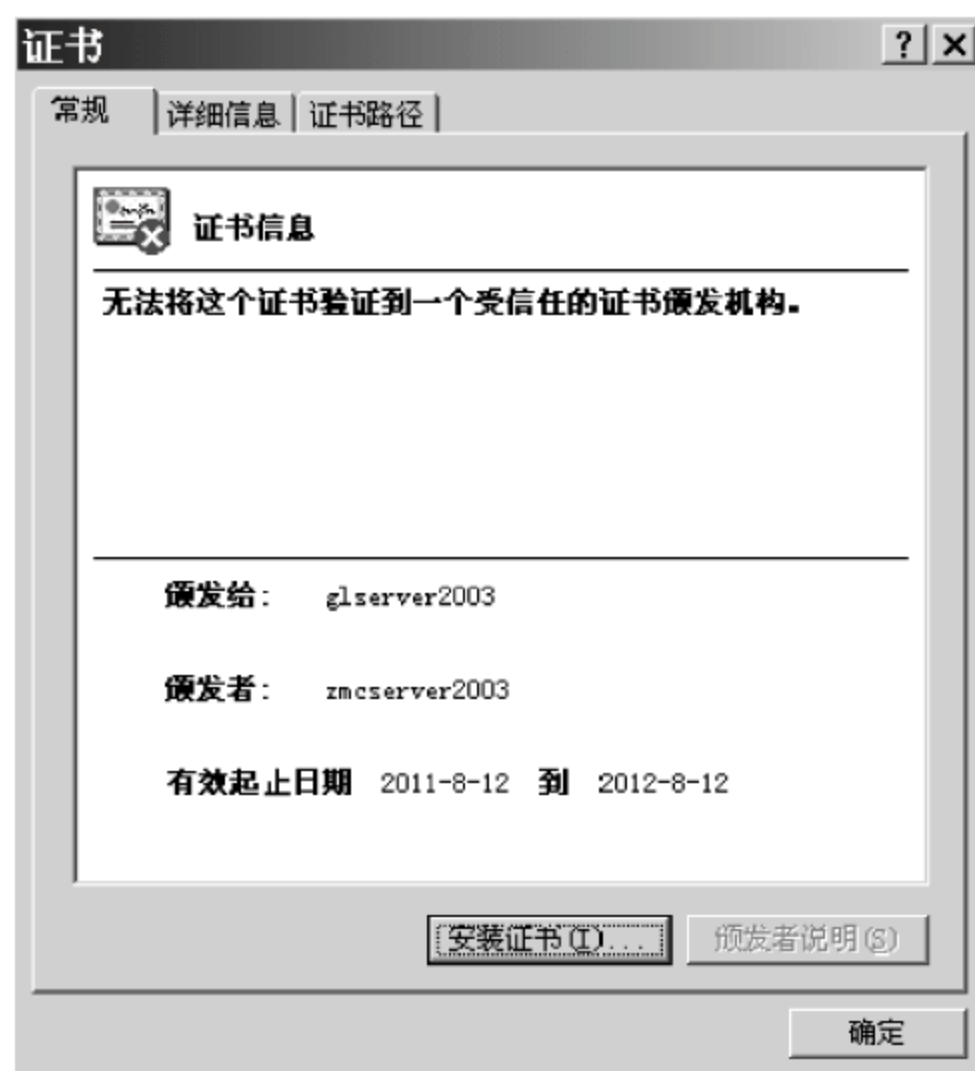 证书
常规 详细信息 证书路径
证书信息
无法将这个证书验证到一个受信任的证书颁发机构。
颁发给: glserver2003
颁发者: zmcserver2003
有效起止日期 2011-8-12 到 2012-8-12
安装证书(I)... 颁发者说明(S)
确定